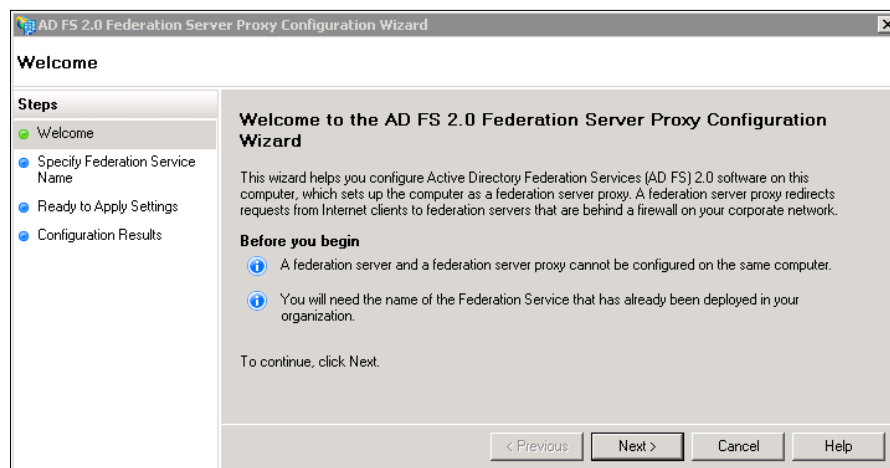 AD FS 2.0 Federation Server Proxy Configuration Wizard
Welcome
Steps
Welcome
Specify Federation Service
Name
Ready to Apply Settings
Configuration Results
Welcome to the AD FS 2.0 Federation Server Proxy Configuration
Wizard
This wizard helps you configure Active Directory Federation Services (AD FS) 2.0 software on this
computer, which sets up the computer as a federation server proxy. A federation server proxy redirects
requests from Internet clients to federation servers that are behind a firewall on your corporate network.
Before you begin
A federation server and a federation server proxy cannot be configured on the same computer.
You will need the name of the Federation Service that has already been deployed in your
organization.
To continue, click Next.
< Previous Next > Cancel Help